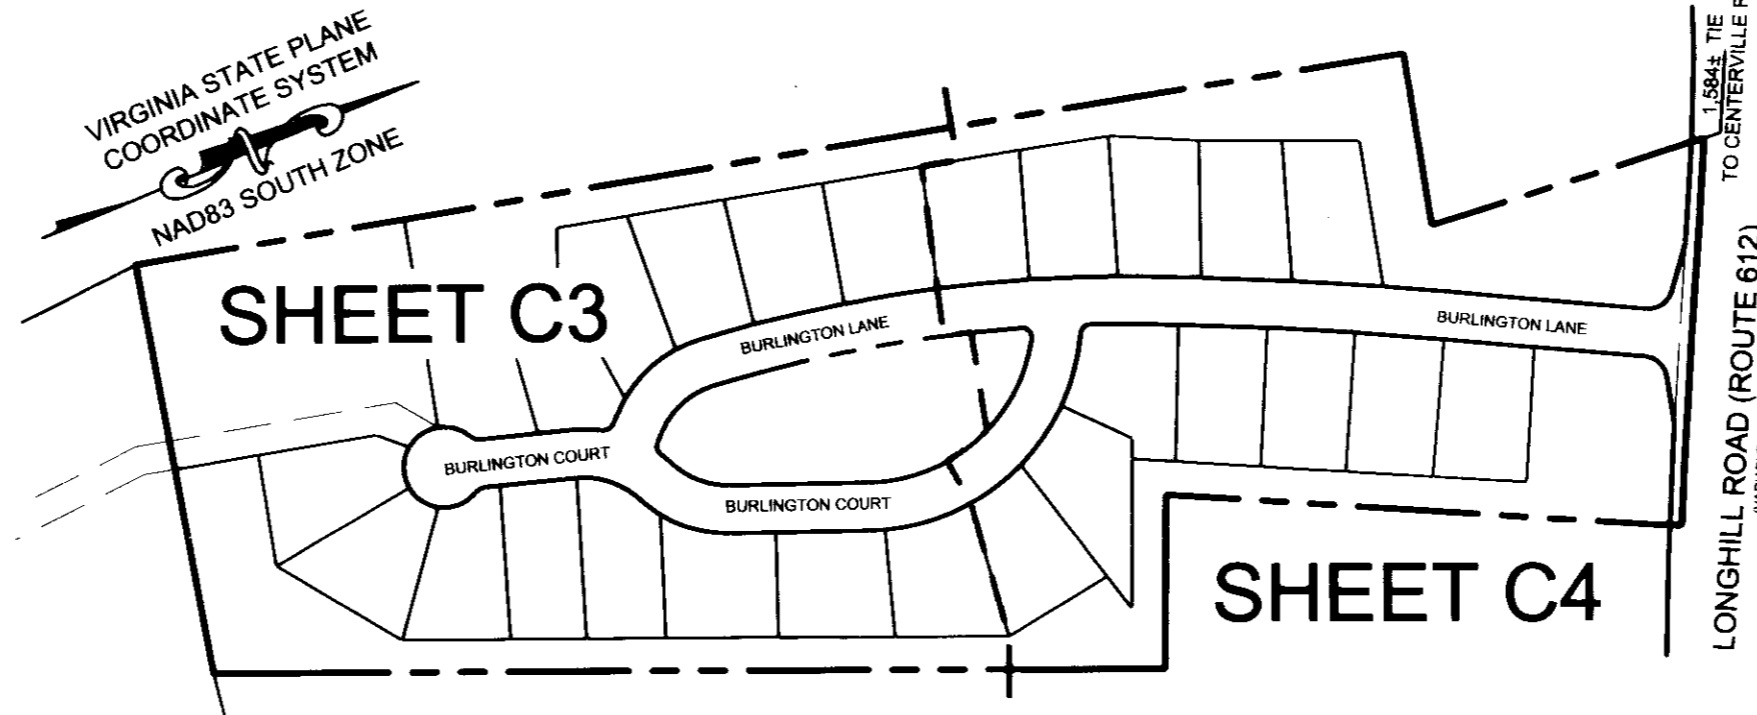 VIRGINIA STATE PLANE
COORDINATE SYSTEM
NAD83 SOUTH ZONE
SHEET C3
BURLINGTON LANE
BURLINGTON LANE
BURLINGTON COURT
BURLINGTON COURT
SHEET C4
1,584± TIE
TO CENTERVILLE
LONGHILL ROAD (ROUTE 612)